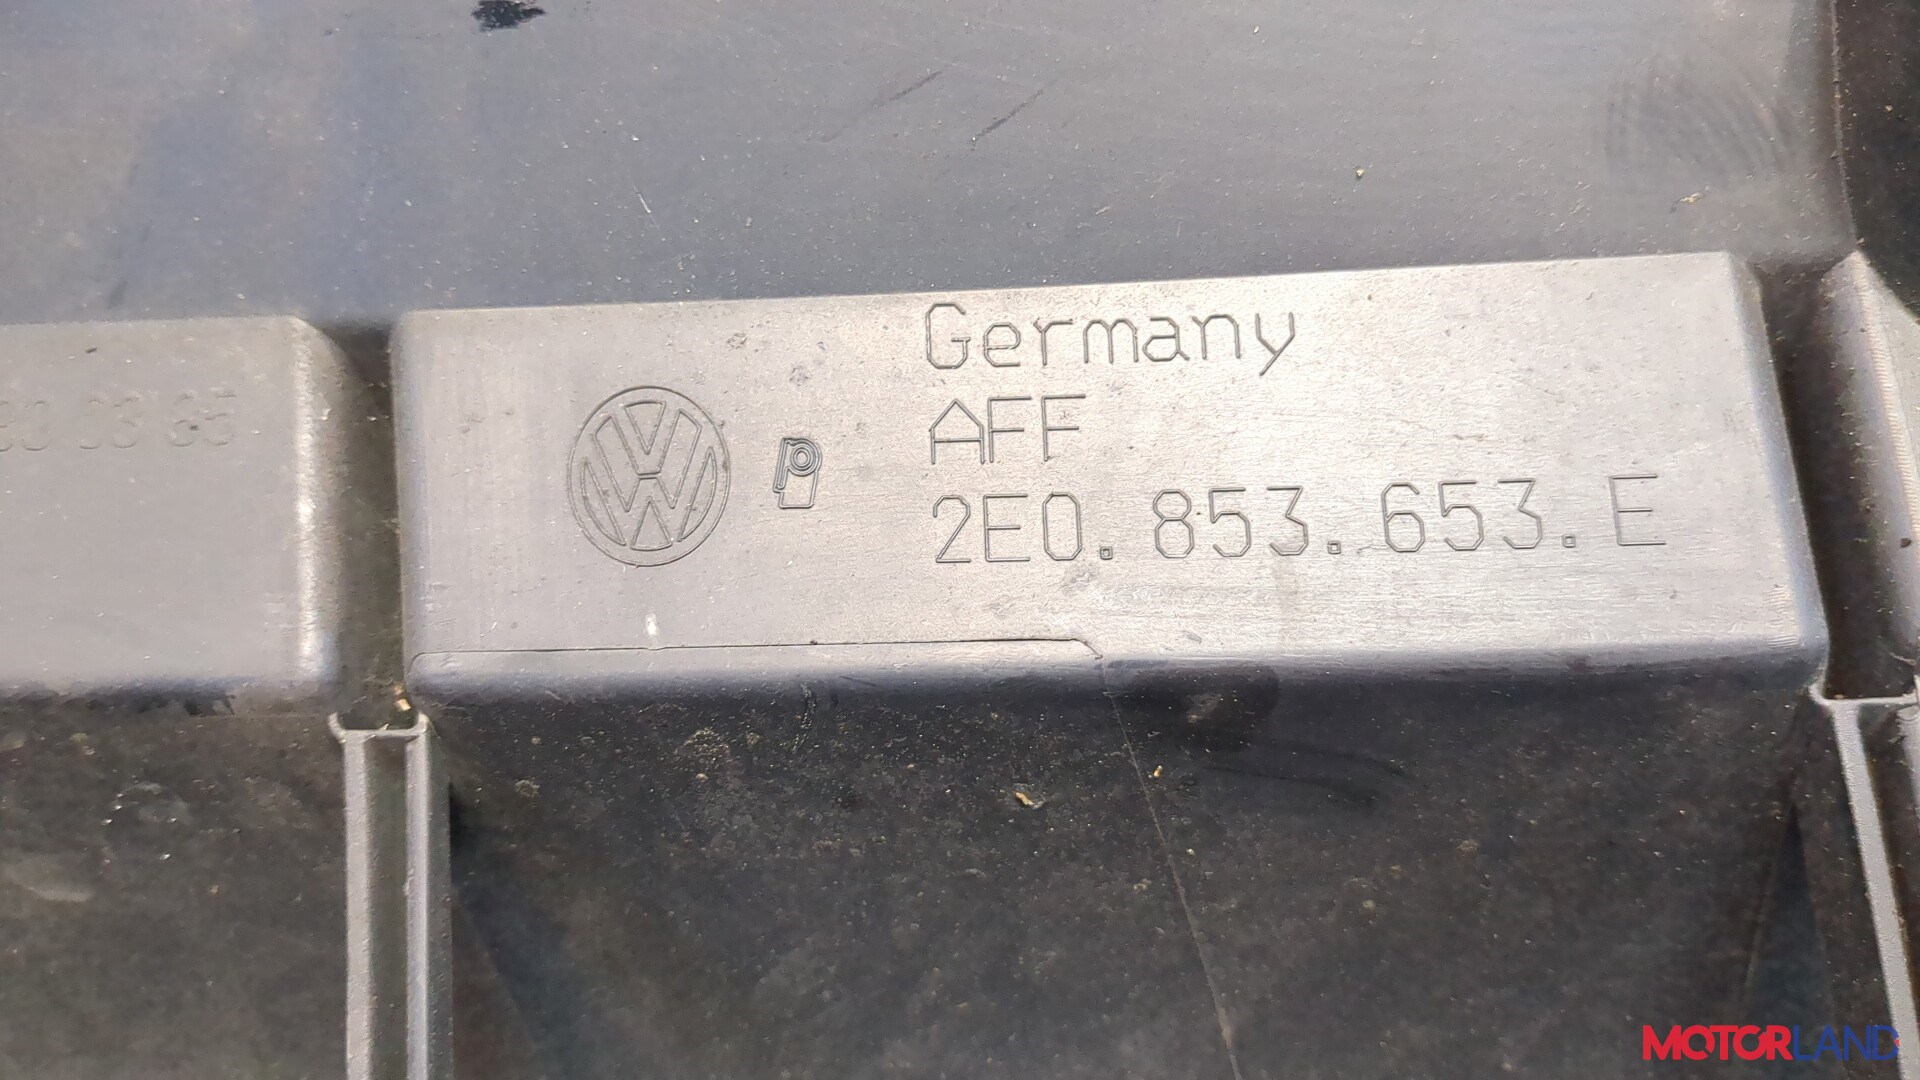 Germany
AFF
2E0.853.653.E
MOTORLAND